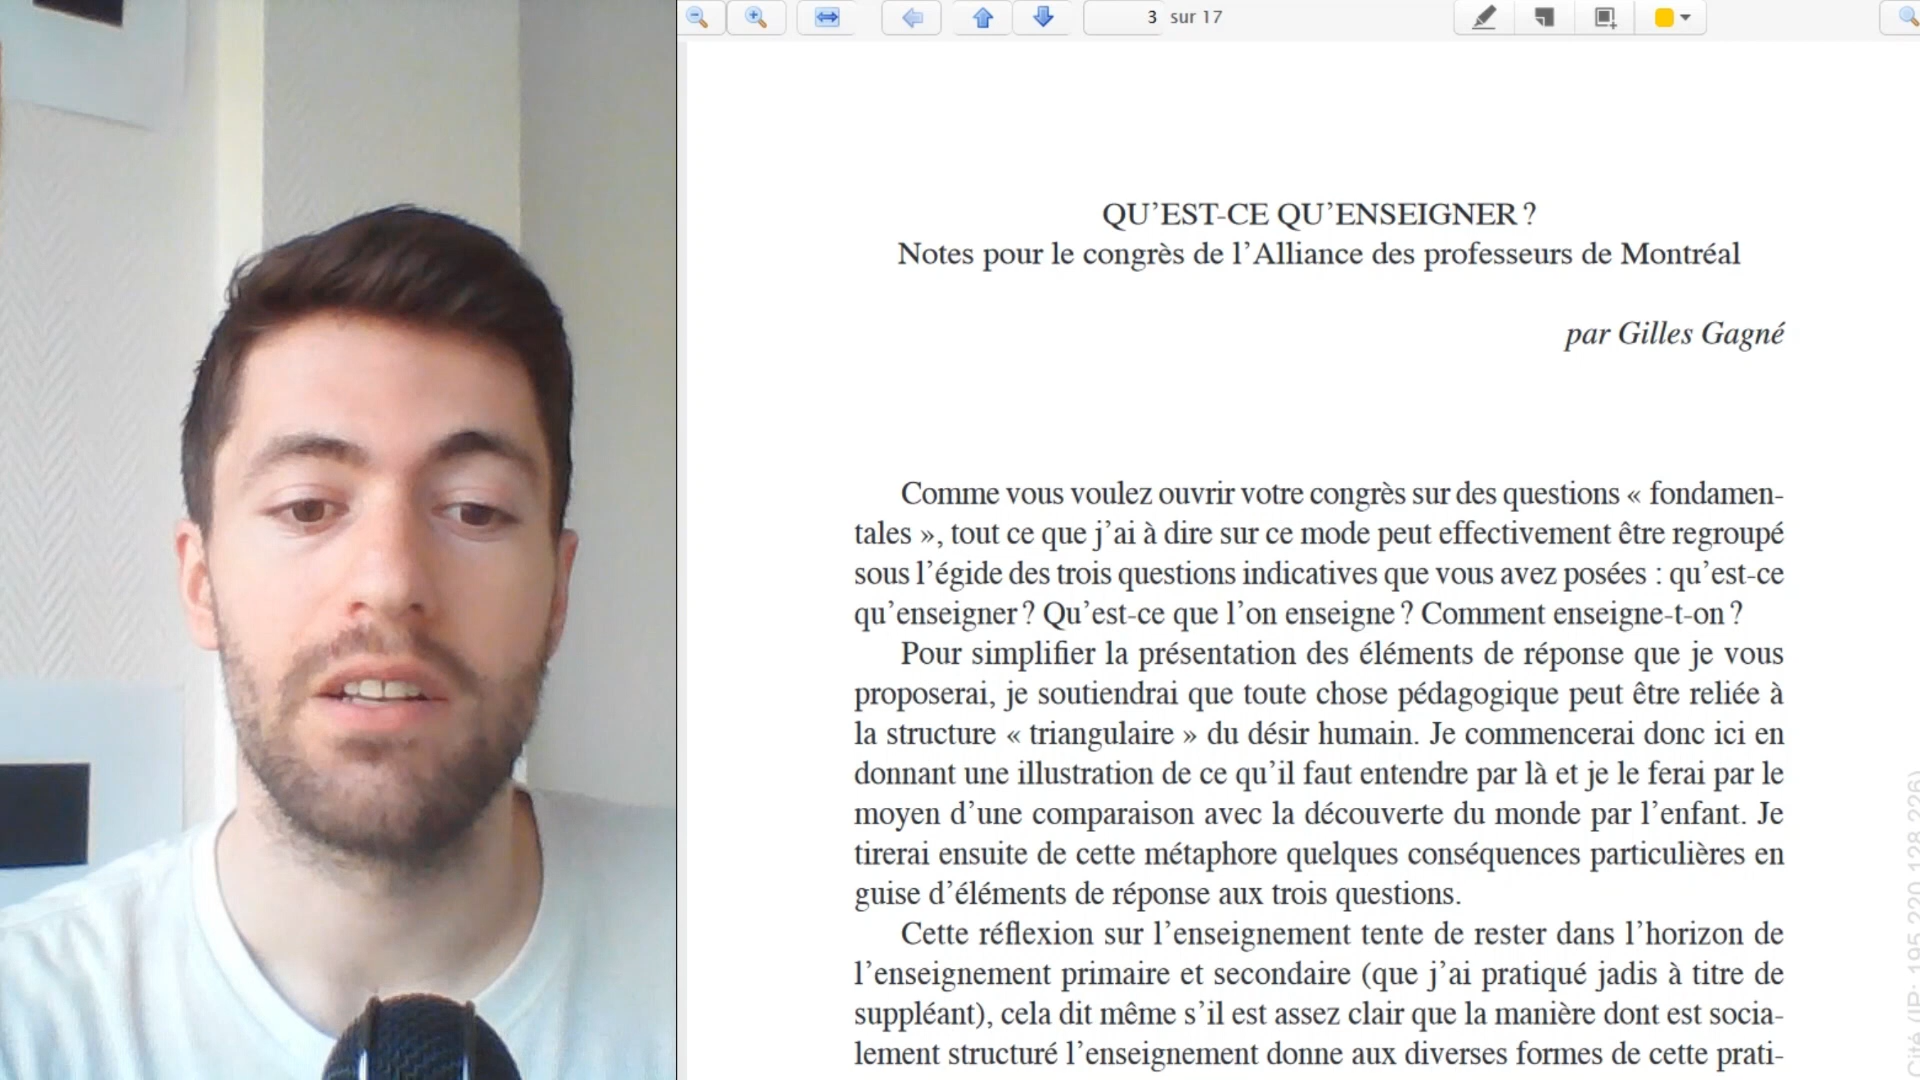 3 sur 17
QU’EST-CE QU’ENSEIGNER ?
Notes pour le congrès de l’Alliance des professeurs de Montréal
par Gilles Gagné
Comme vous voulez ouvrir votre congrès sur des questions « fondamen-
tales », tout ce que j’ai à dire sur ce mode peut effectivement être regroupé
sous l’égide des trois questions indicatives que vous avez posées : qu’est-ce
qu’enseigner ? Qu’est-ce que l’on enseigne ? Comment enseigne-t-on ?
Pour simplifier la présentation des éléments de réponse que je vous
proposerai, je soutiendrai que toute chose pédagogique peut être reliée à
la structure « triangulaire » du désir humain. Je commencerai donc ici en
donnant une illustration de ce qu’il faut entendre par là et je le ferai par le
moyen d’une comparaison avec la découverte du monde par l’enfant. Je
tirerai ensuite de cette métaphore quelques conséquences particulières en
guise d’éléments de réponse aux trois questions.
Cette réflexion sur l’enseignement tente de rester dans l’horizon de
l’enseignement primaire et secondaire (que j’ai pratiqué jadis à titre de
suppléant), cela dit même s’il est assez clair que la manière dont est socia-
lement structuré l’enseignement donne aux diverses formes de cette prati-
Cité (IP: 195.220.128.226)